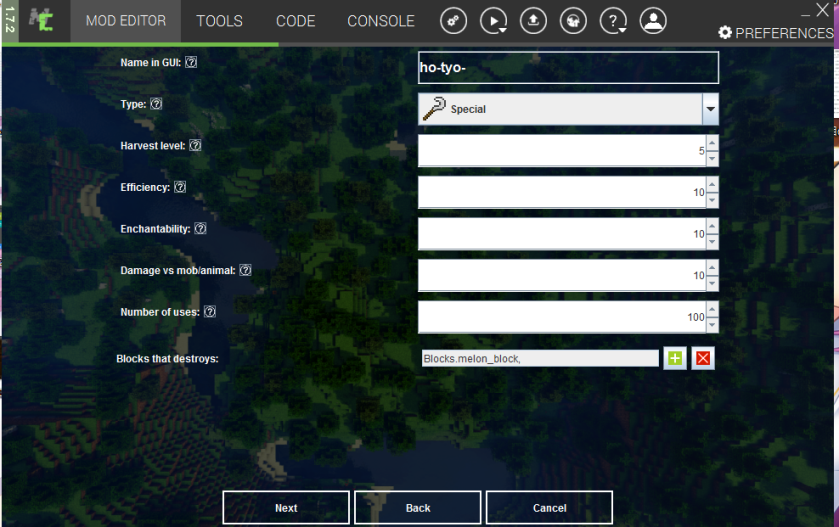 1.7.2
MOD EDITOR TOOLS CODE CONSOLE
PREFERENCES
Name in GUI: [?] ho-tyo-
Type: [?] Special
Harvest level: [?] 5
Efficiency: [?] 10
Enchantability: [?] 10
Damage vs mob/animal: [?] 10
Number of uses: [?] 100
Blocks that destroys: Blocks.melon_block,
Next Back Cancel